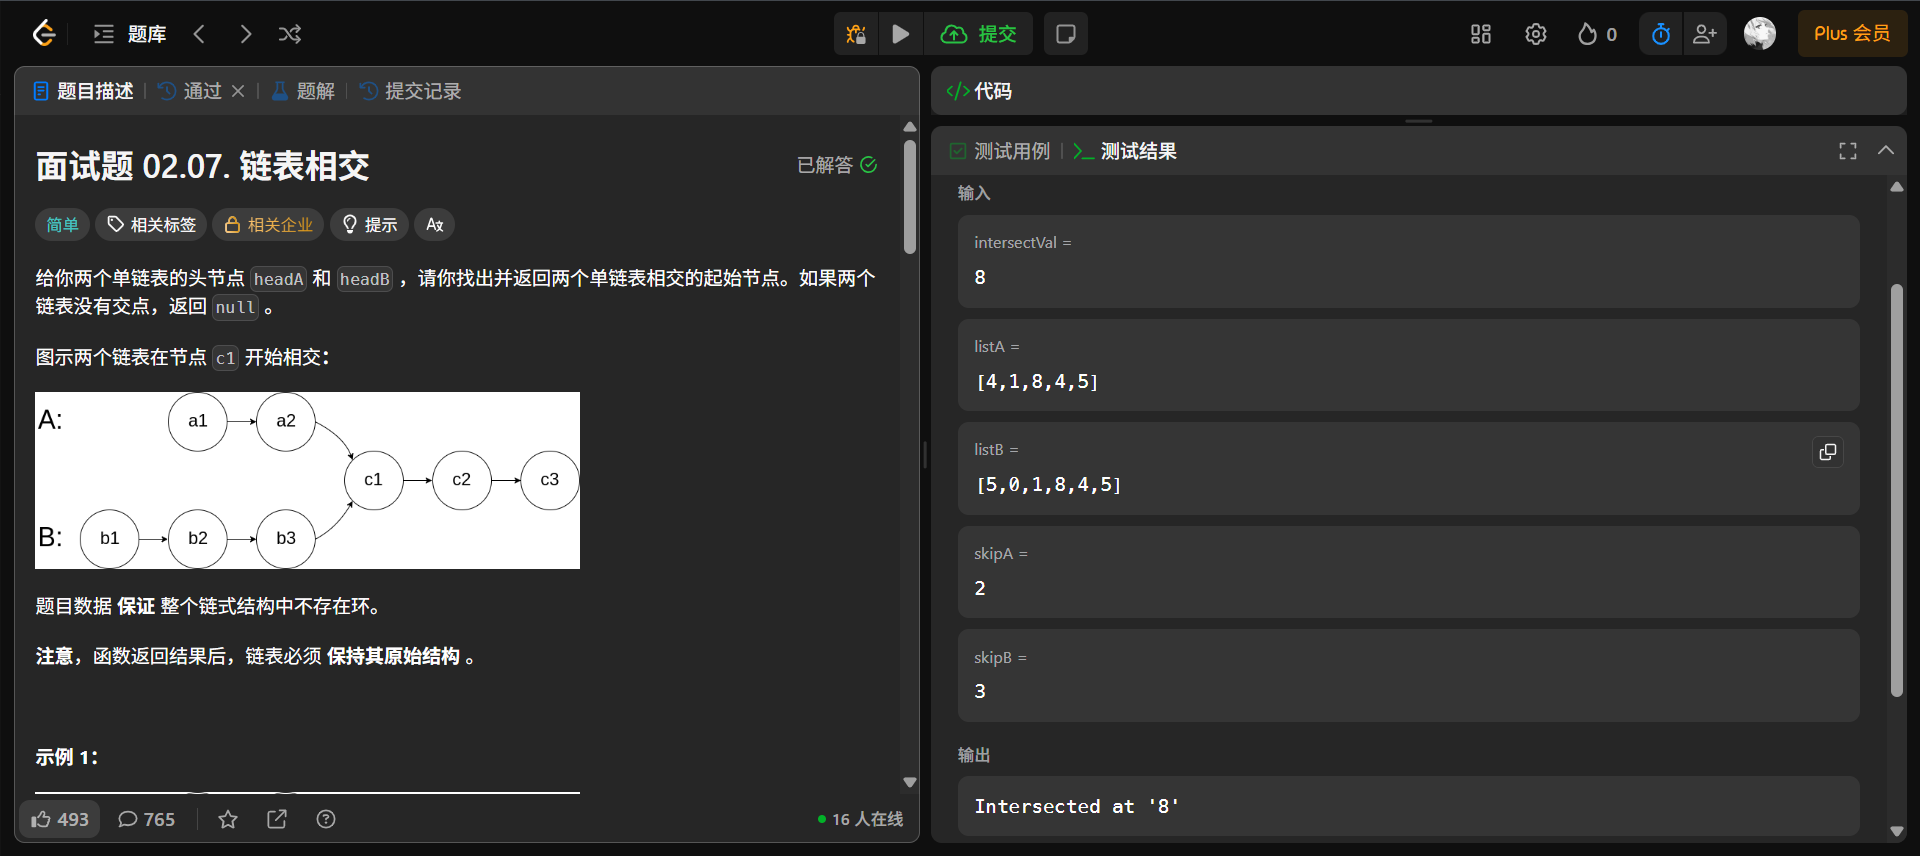 题库
提交
0
Plus 会员
题目描述
通过
题解
提交记录
面试题 02.07. 链表相交
已解答
简单
相关标签
相关企业
提示
给你两个单链表的头节点 headA 和 headB ，请你找出并返回两个单链表相交的起始节点。如果两个
链表没有交点，返回 null 。
图示两个链表在节点 c1 开始相交：
A: a1 a2
c1 c2 c3
B: b1 b2 b3
题目数据 保证 整个链式结构中不存在环。
注意，函数返回结果后，链表必须 保持其原始结构 。
示例 1：
493
765
16 人在线
</> 代码
测试用例
测试结果
输入
intersectVal =
8
listA =
[4,1,8,4,5]
listB =
[5,0,1,8,4,5]
skipA =
2
skipB =
3
输出
Intersected at '8'